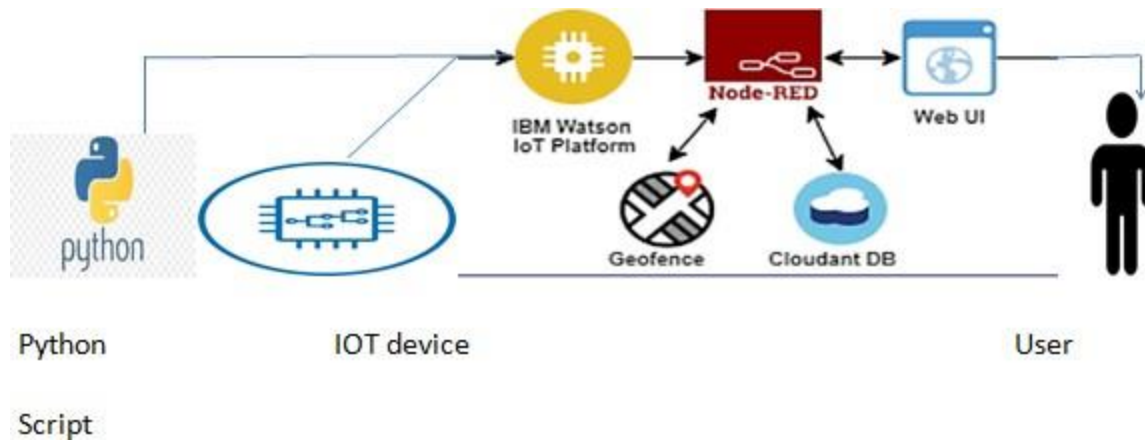 Node-RED
IBM Watson
IoT Platform
Web UI
python
Geofence
Cloudant DB
Python
IOT device
User
Script